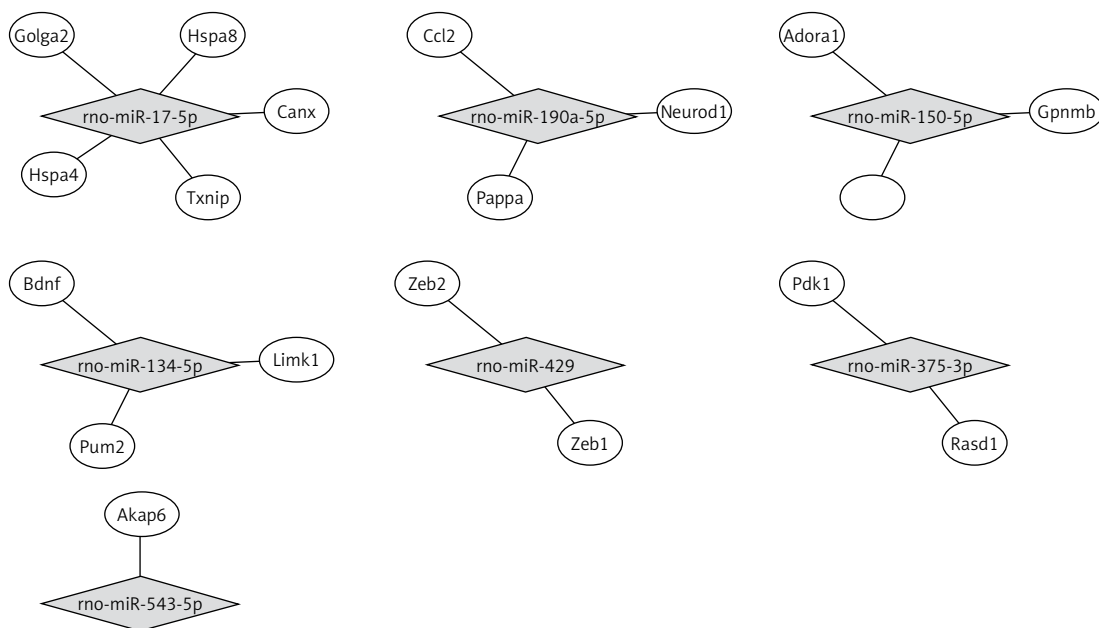 Golga2
Hspa8
rno-miR-17-5p
Canx
Hspa4
Txnip
Ccl2
rno-miR-190a-5p
Neurod1
Pappa
Adora1
rno-miR-150-5p
Gpnmb
Bdnf
rno-miR-134-5p
Limk1
Pum2
Zeb2
rno-miR-429
Zeb1
Pdk1
rno-miR-375-3p
Rasd1
Akap6
rno-miR-543-5p